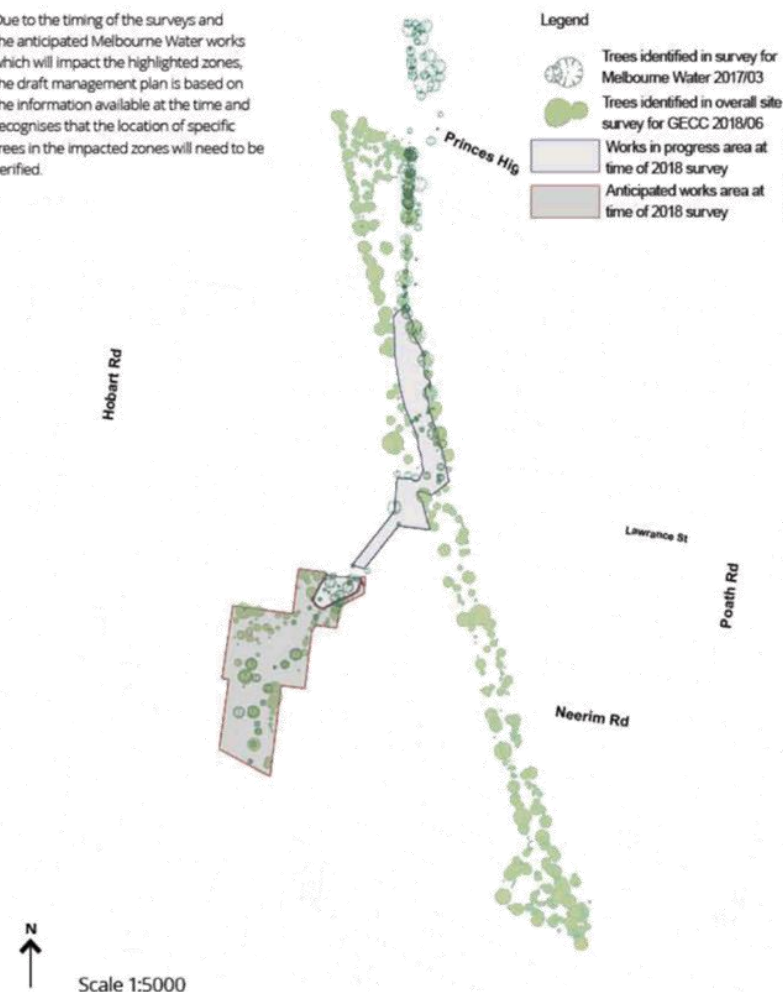 Due to the timing of the surveys and
the anticipated Melbourne Water works
which will impact the highlighted zones,
the draft management plan is based on
the information available at the time and
recognises that the location of specific
trees in the impacted zones will need to be
verified.
Legend
Trees identified in survey for
Melbourne Water 2017/03
Trees identified in overall site
survey for GECC 2018/06
Works in progress area at
time of 2018 survey
Anticipated works area at
time of 2018 survey
Princes Hig
Hobart Rd
Lawrance St
Poath Rd
Neerim Rd
N
Scale 1:5000